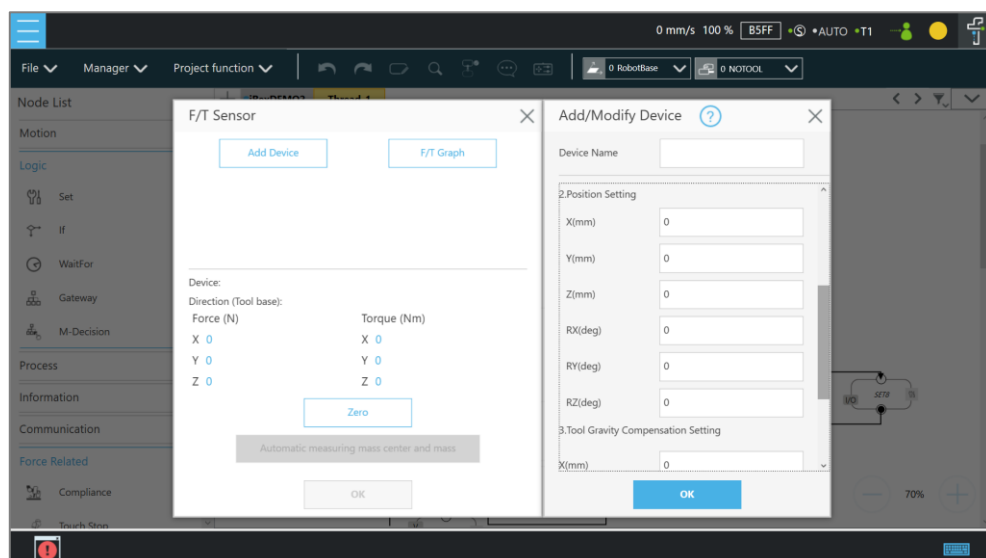 0 mm/s 100 % B5FF •Ⓢ •AUTO •T1
File Manager Project function 0 RobotBase 0 NOTOOL
Node List
Motion
Logic
Set
If
WaitFor
Gateway
M-Decision
Process
Information
Communication
Force Related
Compliance
Touch Stop
F/T Sensor
Add Device F/T Graph
Device:
Direction (Tool base):
Force (N) Torque (Nm)
X 0 X 0
Y 0 Y 0
Z 0 Z 0
Zero
Automatic measuring mass center and mass
OK
Add/Modify Device ?
Device Name
2.Position Setting
X(mm) 0
Y(mm) 0
Z(mm) 0
RX(deg) 0
RY(deg) 0
RZ(deg) 0
3.Tool Gravity Compensation Setting
X(mm) 0
OK
I/O SET8
70%